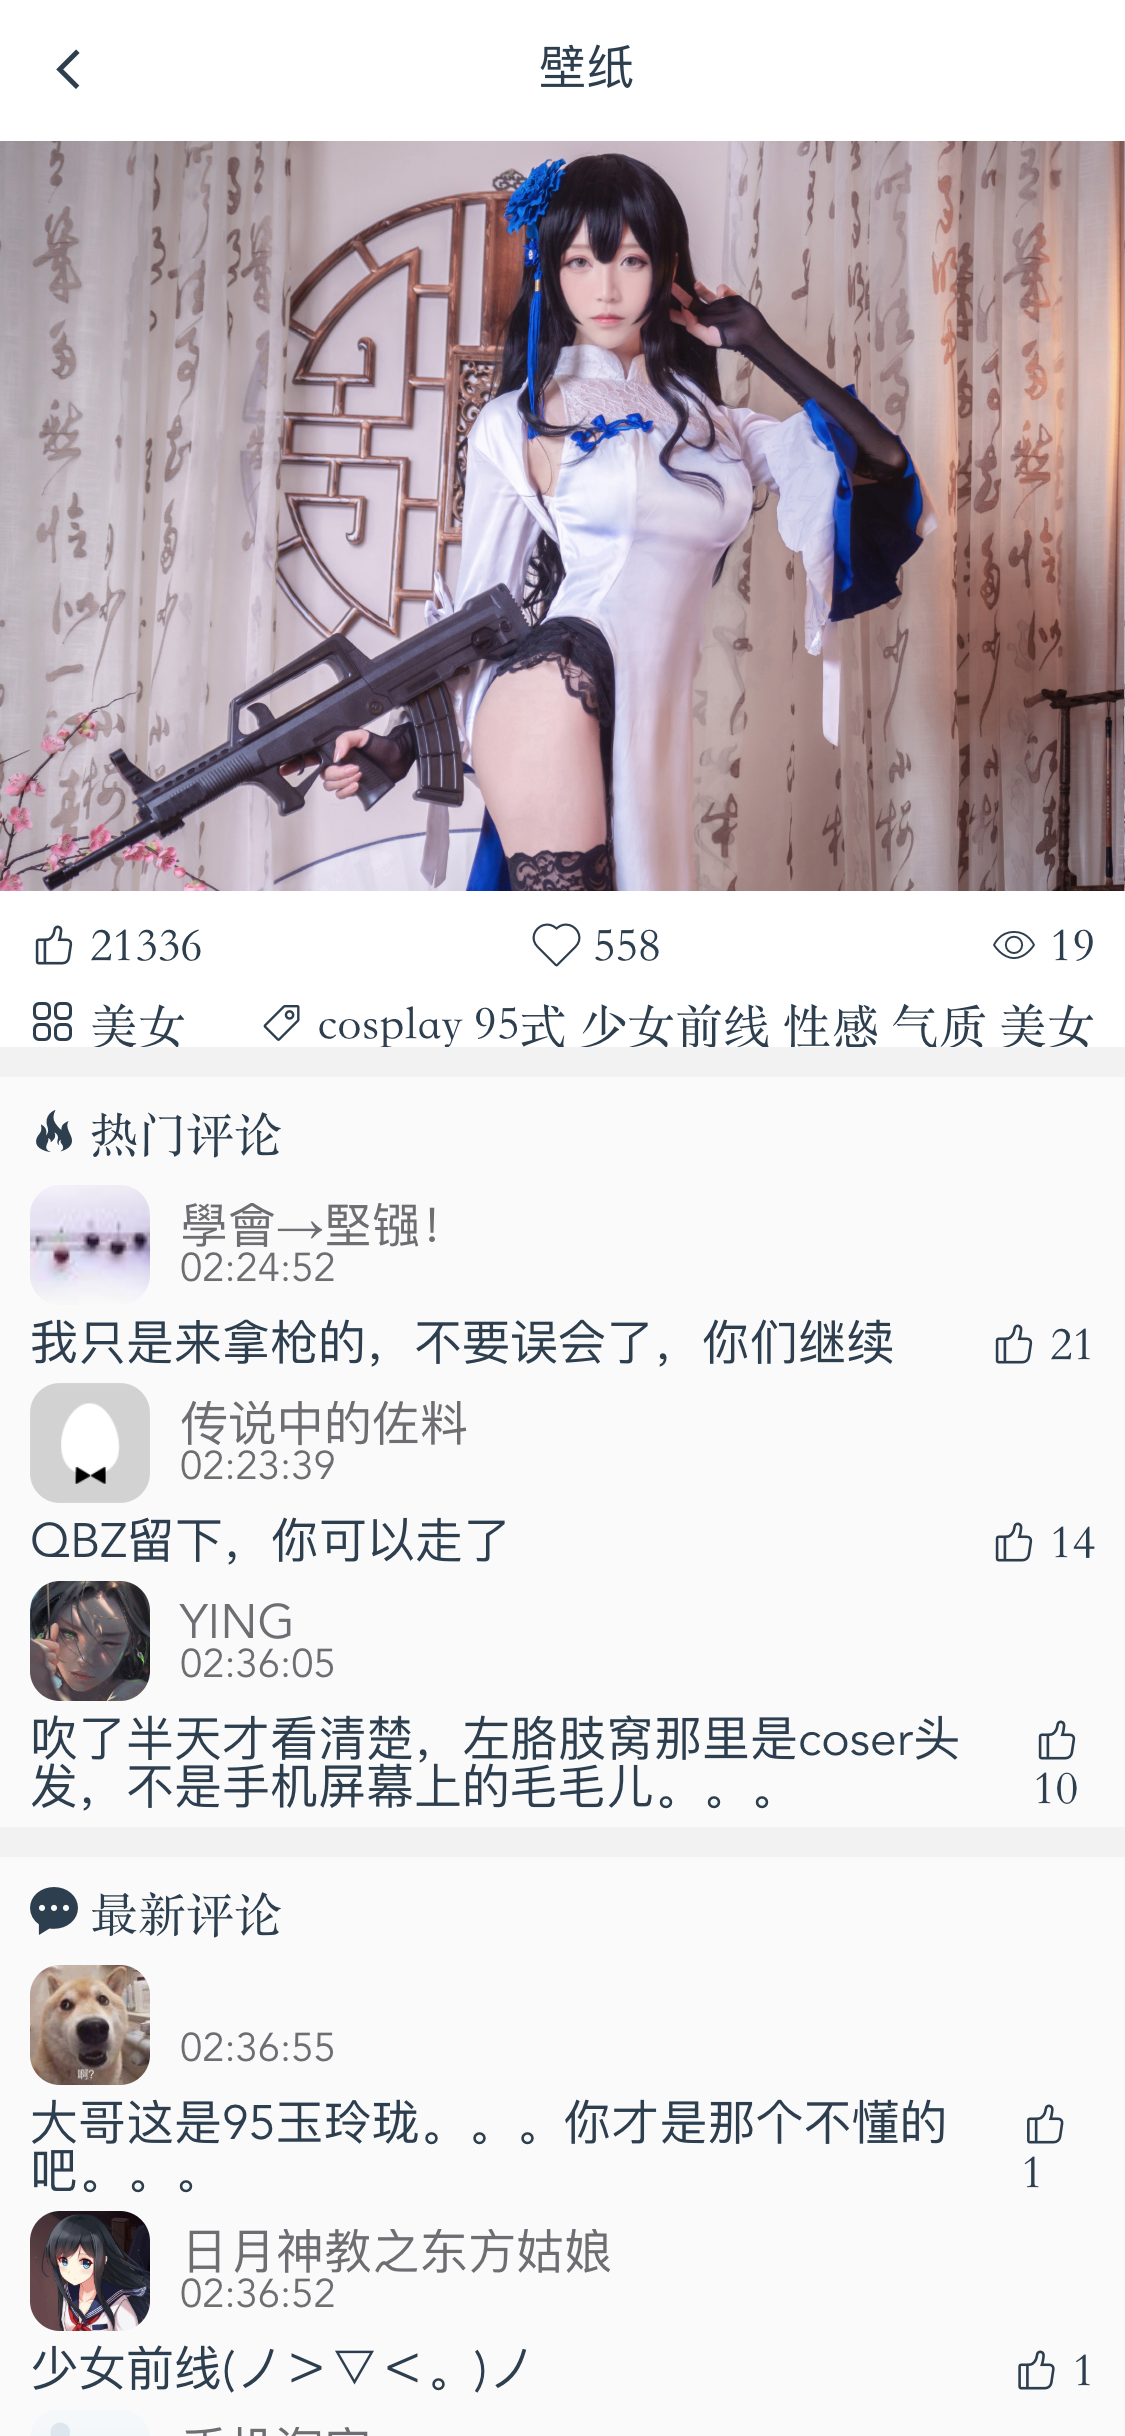 壁纸
21336
558
19
美女
cosplay 95式 少女前线 性感 气质 美女
热门评论
學會→堅镪!
02:24:52
我只是来拿枪的，不要误会了，你们继续
21
传说中的佐料
02:23:39
QBZ留下，你可以走了
14
YING
02:36:05
吹了半天才看清楚，左胳肢窝那里是coser头
发，不是手机屏幕上的毛毛儿。。。
10
最新评论
啊?
02:36:55
大哥这是95玉玲珑。。。你才是那个不懂的
吧。。。
1
日月神教之东方姑娘
02:36:52
少女前线(ノ＞▽＜。)ノ
1